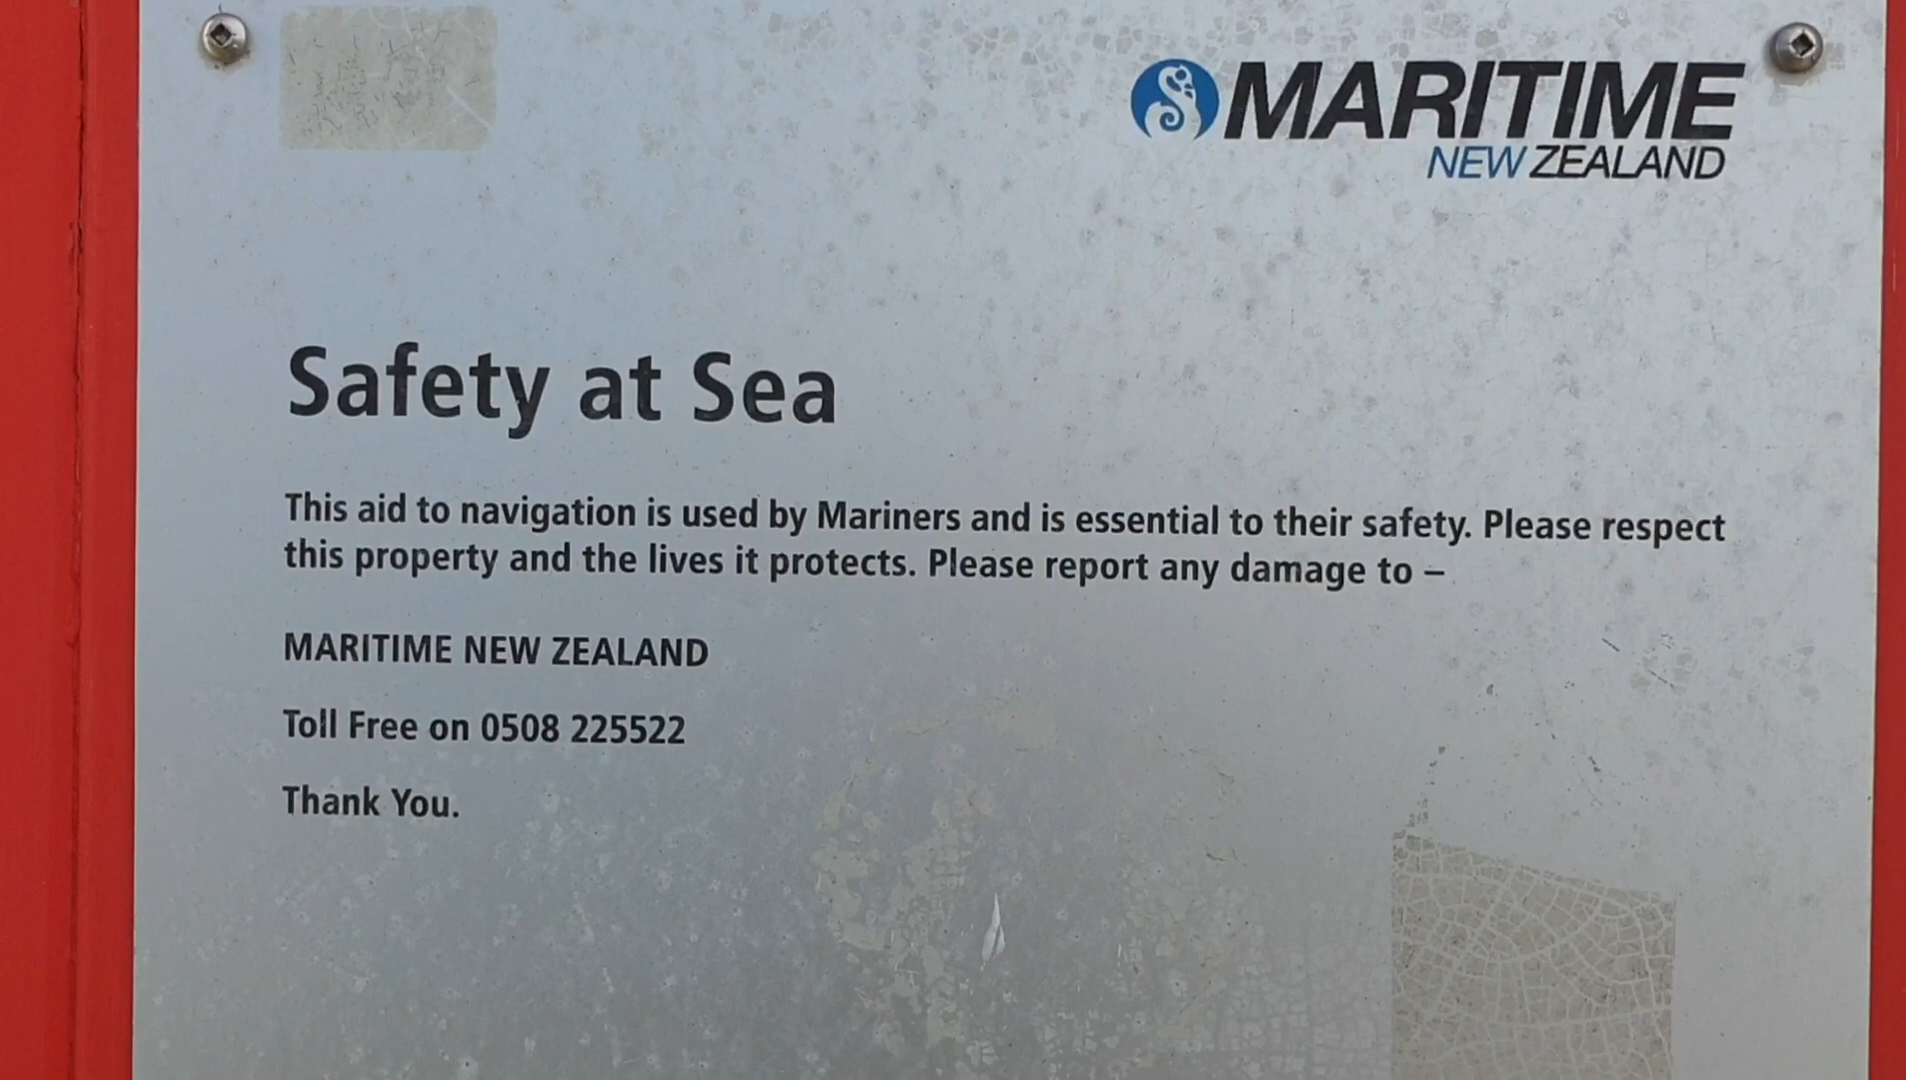 MARITIME
NEW ZEALAND
Safety at Sea
This aid to navigation is used by Mariners and is essential to their safety. Please respect
this property and the lives it protects. Please report any damage to –
MARITIME NEW ZEALAND
Toll Free on 0508 225522
Thank You.